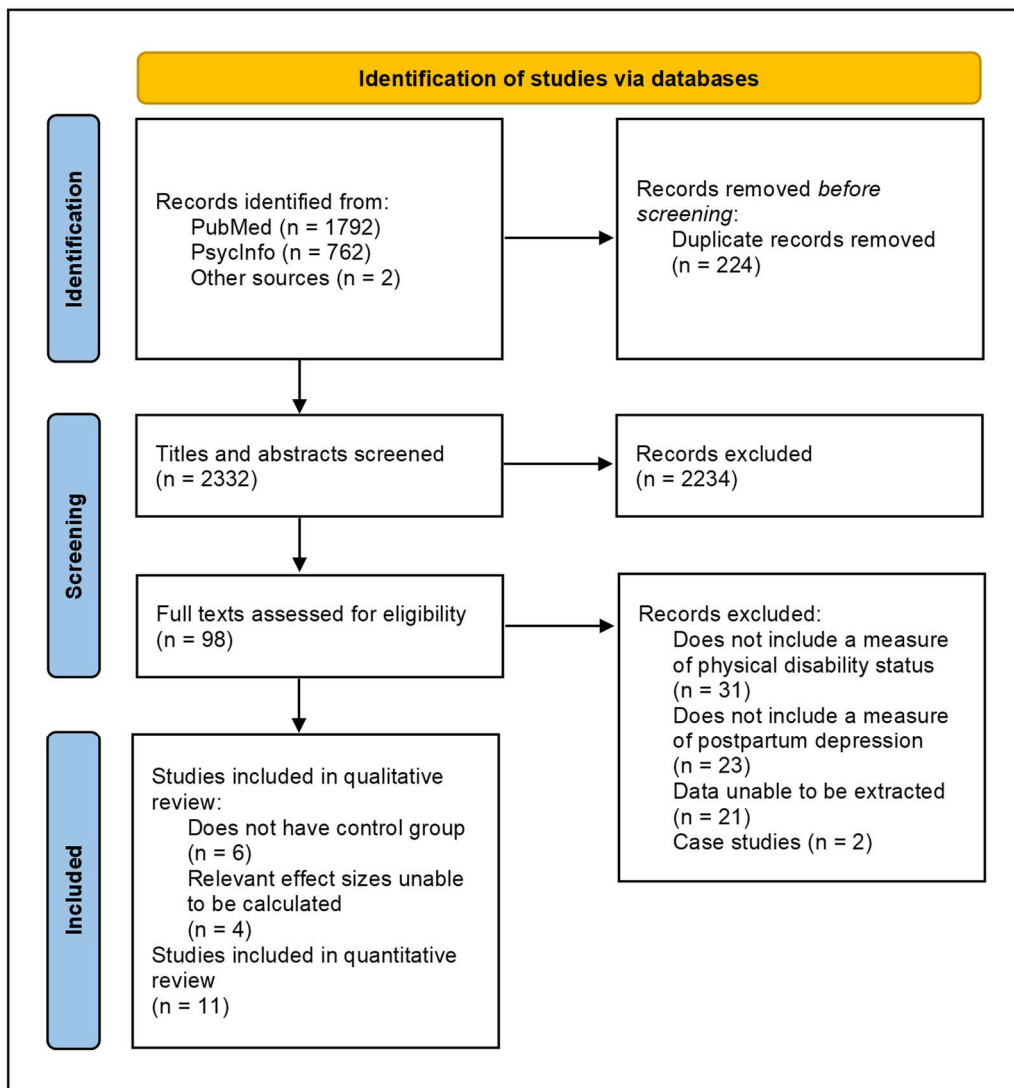 Identification of studies via databases
Identification
Records identified from:
PubMed (n = 1792)
PsycInfo (n = 762)
Other sources (n = 2)
Records removed before
screening:
Duplicate records removed
(n = 224)
Screening
Titles and abstracts screened
(n = 2332)
Records excluded
(n = 2234)
Full texts assessed for eligibility
(n = 98)
Records excluded:
Does not include a measure
of physical disability status
(n = 31)
Does not include a measure
of postpartum depression
(n = 23)
Data unable to be extracted
(n = 21)
Case studies (n = 2)
Included
Studies included in qualitative
review:
Does not have control group
(n = 6)
Relevant effect sizes unable
to be calculated
(n = 4)
Studies included in quantitative
review
(n = 11)